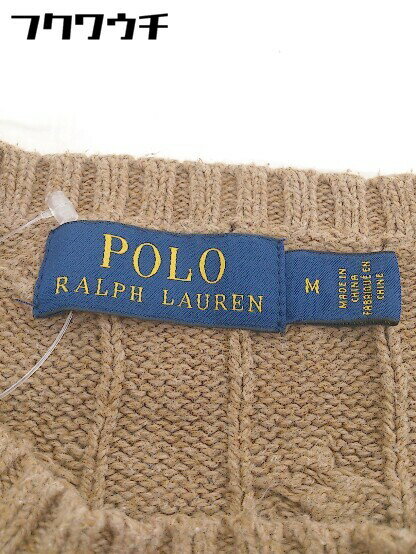 フクワウチ
POLO
RALPH LAUREN
M
MADE IN
CHINA
FABRIQUÉ EN
CHINE